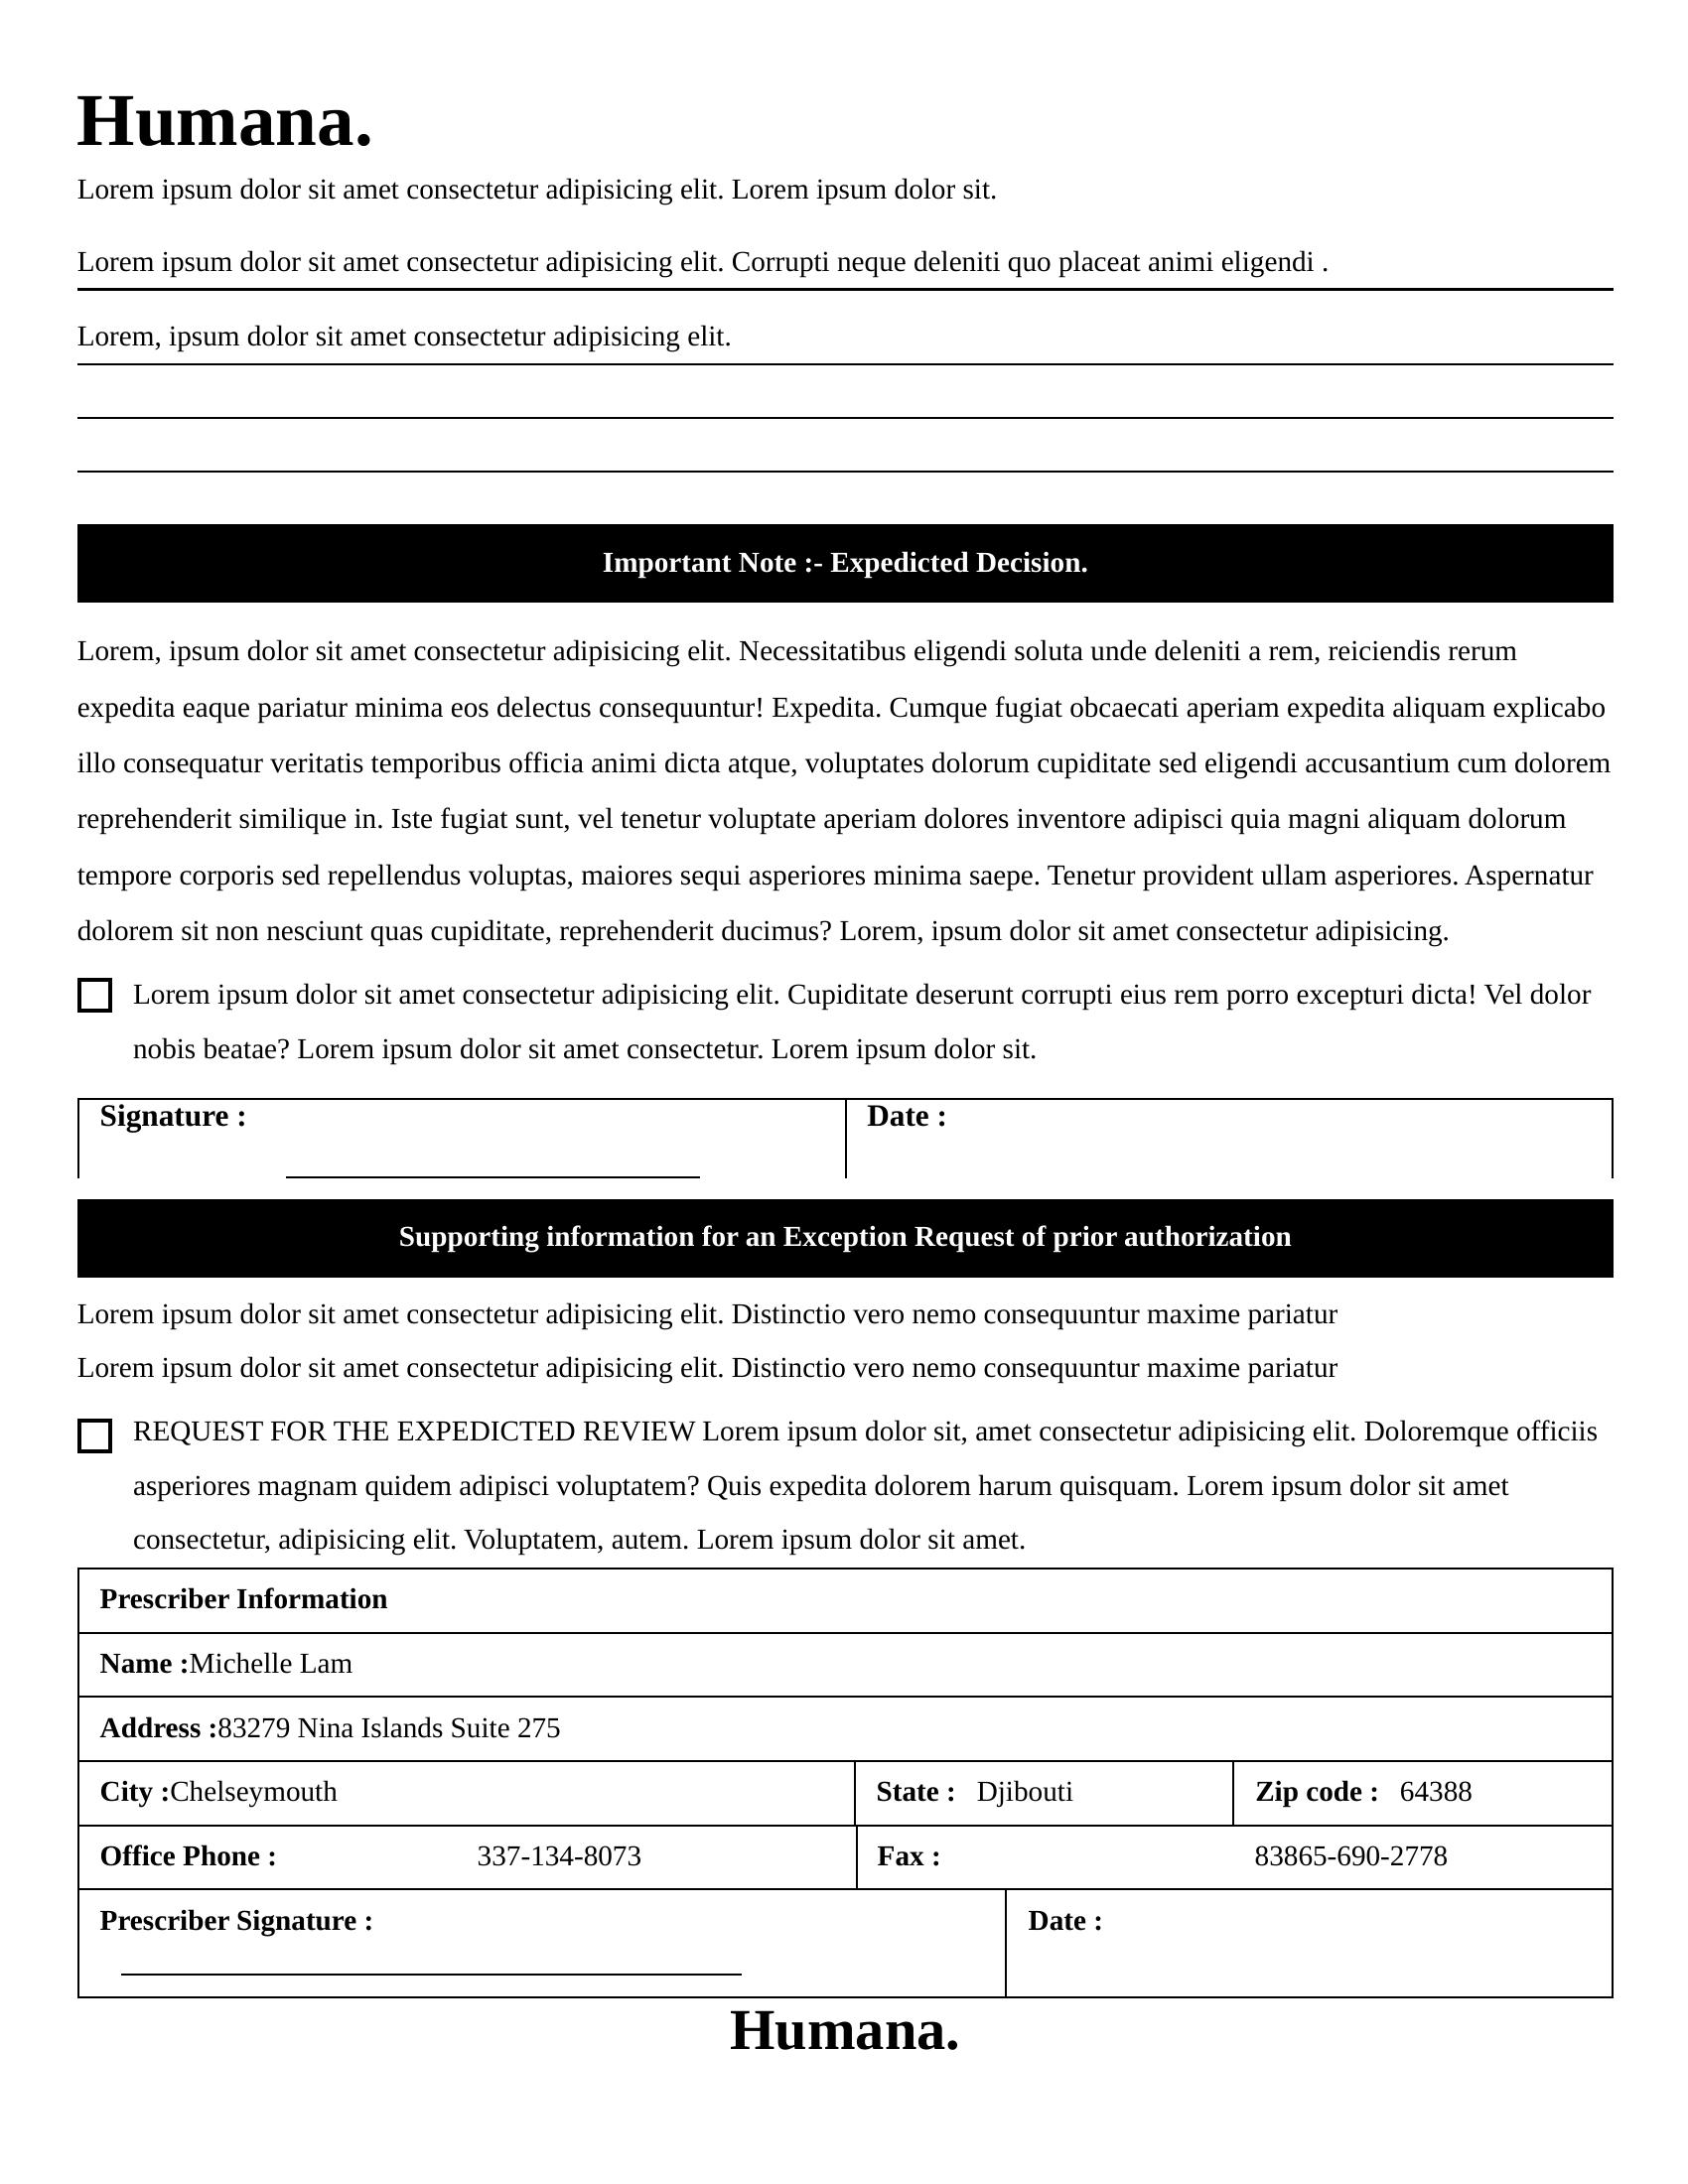 Humana.
Lorem ipsum dolor sit amet consectetur adipisicing elit. Lorem ipsum dolor sit.
Lorem ipsum dolor sit amet consectetur adipisicing elit. Corrupti neque deleniti quo placeat animi eligendi .
Lorem, ipsum dolor sit amet consectetur adipisicing elit.
Important Note :- Expedicted Decision.
Lorem, ipsum dolor sit amet consectetur adipisicing elit. Necessitatibus eligendi soluta unde deleniti a rem, reiciendis rerum
expedita eaque pariatur minima eos delectus consequuntur! Expedita. Cumque fugiat obcaecati aperiam expedita aliquam explicabo
illo consequatur veritatis temporibus officia animi dicta atque, voluptates dolorum cupiditate sed eligendi accusantium cum dolorem
reprehenderit similique in. Iste fugiat sunt, vel tenetur voluptate aperiam dolores inventore adipisci quia magni aliquam dolorum
tempore corporis sed repellendus voluptas, maiores sequi asperiores minima saepe. Tenetur provident ullam asperiores. Aspernatur
dolorem sit non nesciunt quas cupiditate, reprehenderit ducimus? Lorem, ipsum dolor sit amet consectetur adipisicing.
Lorem ipsum dolor sit amet consectetur adipisicing elit. Cupiditate deserunt corrupti eius rem porro excepturi dicta! Vel dolor
nobis beatae? Lorem ipsum dolor sit amet consectetur. Lorem ipsum dolor sit.
Signature : Date :
Supporting information for an Exception Request of prior authorization
Lorem ipsum dolor sit amet consectetur adipisicing elit. Distinctio vero nemo consequuntur maxime pariatur
Lorem ipsum dolor sit amet consectetur adipisicing elit. Distinctio vero nemo consequuntur maxime pariatur
REQUEST FOR THE EXPEDICTED REVIEW Lorem ipsum dolor sit, amet consectetur adipisicing elit. Doloremque officiis
asperiores magnam quidem adipisci voluptatem? Quis expedita dolorem harum quisquam. Lorem ipsum dolor sit amet
consectetur, adipisicing elit. Voluptatem, autem. Lorem ipsum dolor sit amet.
Prescriber Information
Name :Michelle Lam
Address :83279 Nina Islands Suite 275
City :Chelseymouth State : Djibouti Zip code : 64388
Office Phone : 337-134-8073 Fax : 83865-690-2778
Prescriber Signature : Date :
Humana.